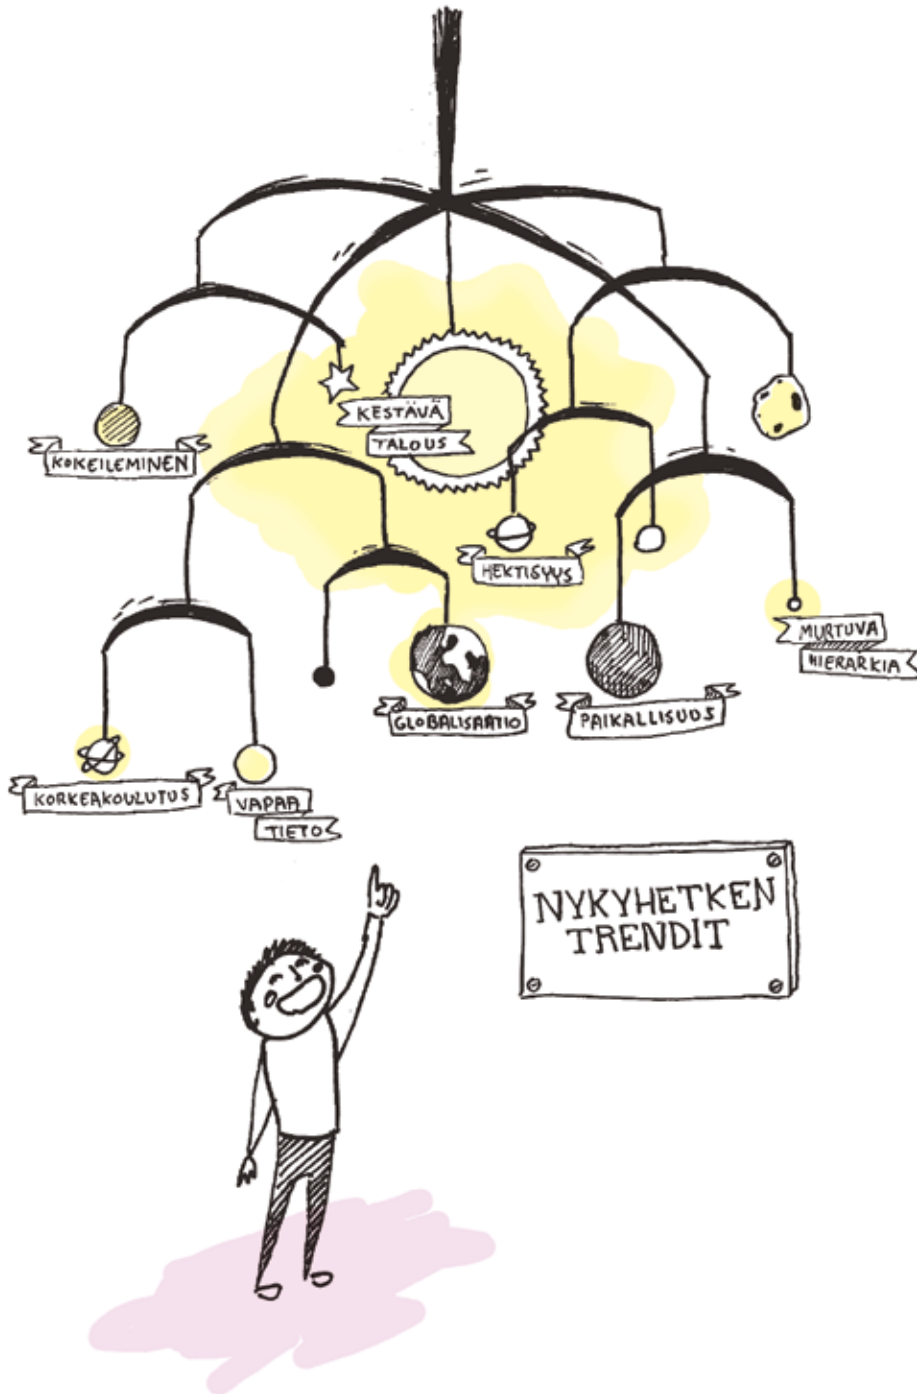 KESTÄVÄ
TALOUS
KOKEILEMINEN
HEKTISYYS
MURTUVA
HIERARKIA
GLOBALISAATIO
PAIKALLISUUS
KORKEAKOULUTUS
VAPAA
TIETO
NYKYHETKEN
TRENDIT